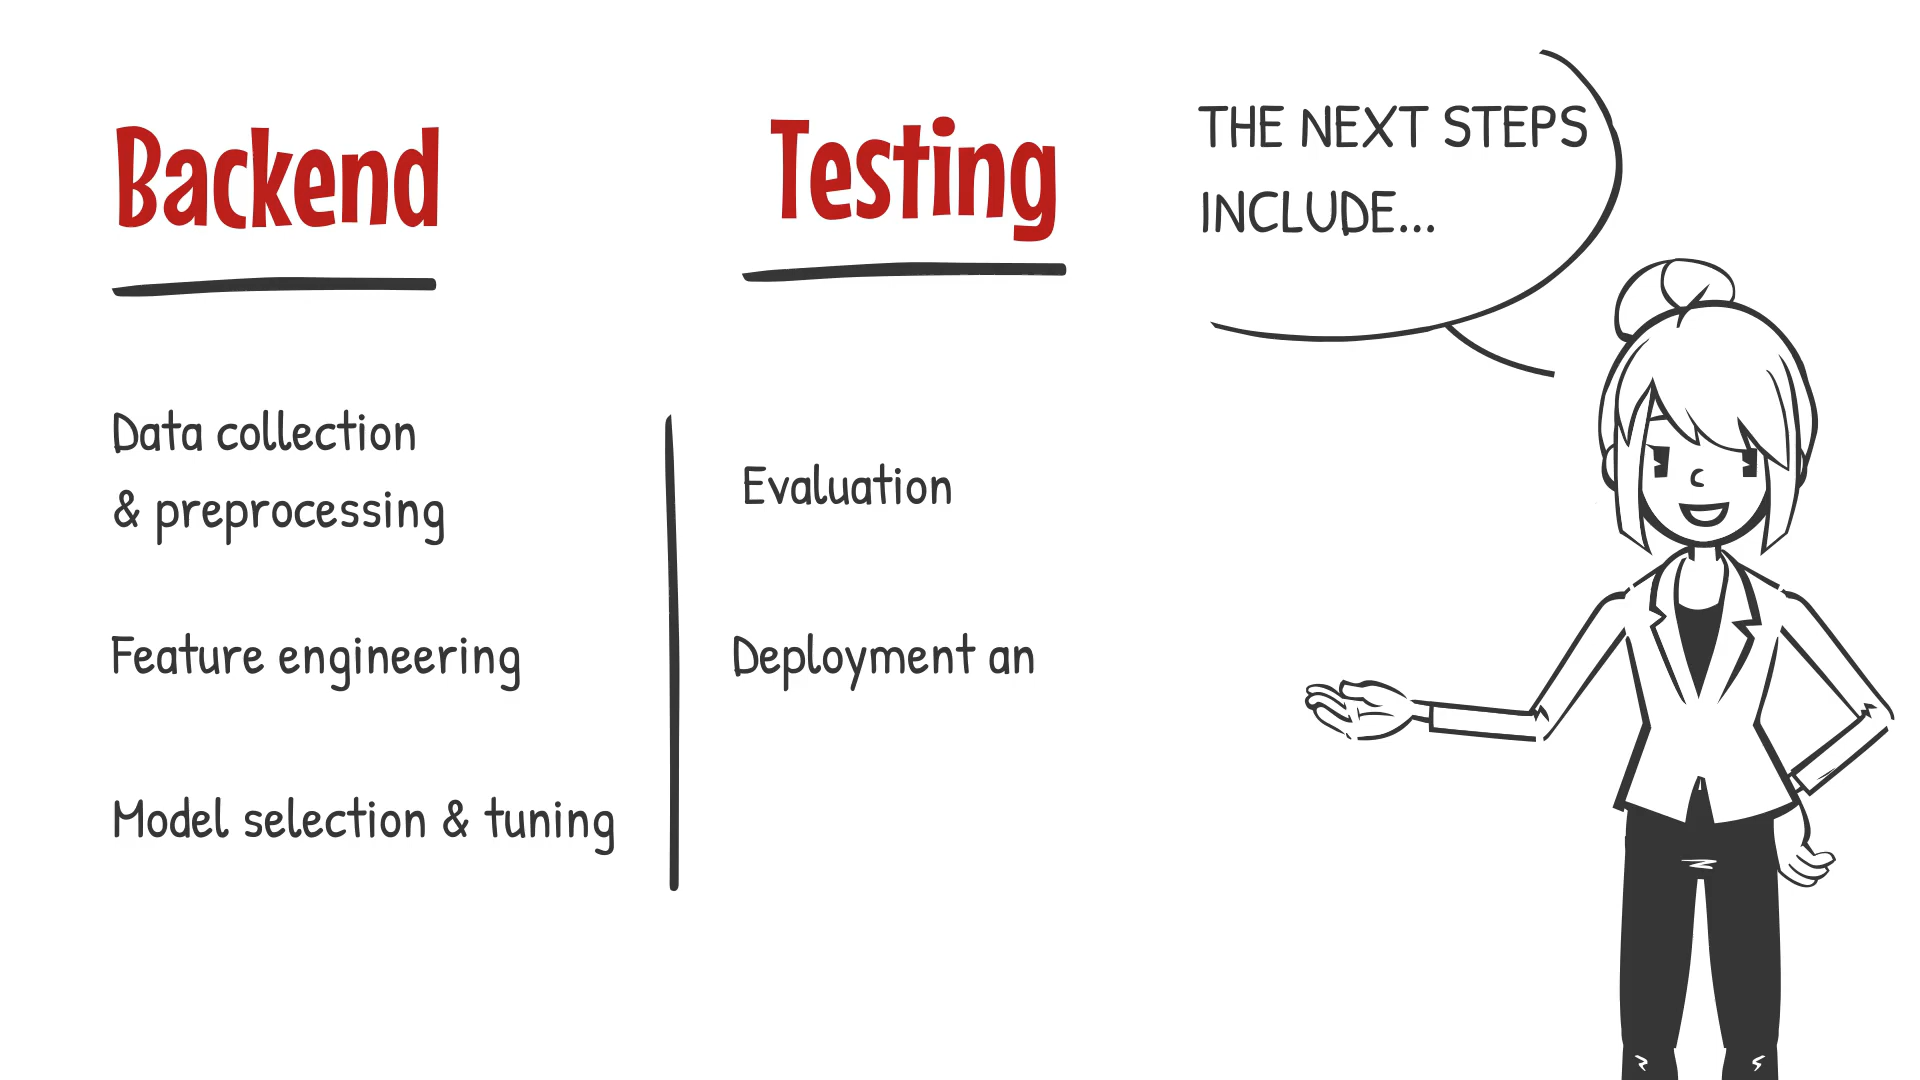 Backend
Data collection
& preprocessing
Feature engineering
Model selection & tuning
Testing
Evaluation
Deployment an
THE NEXT STEPS
INCLUDE...